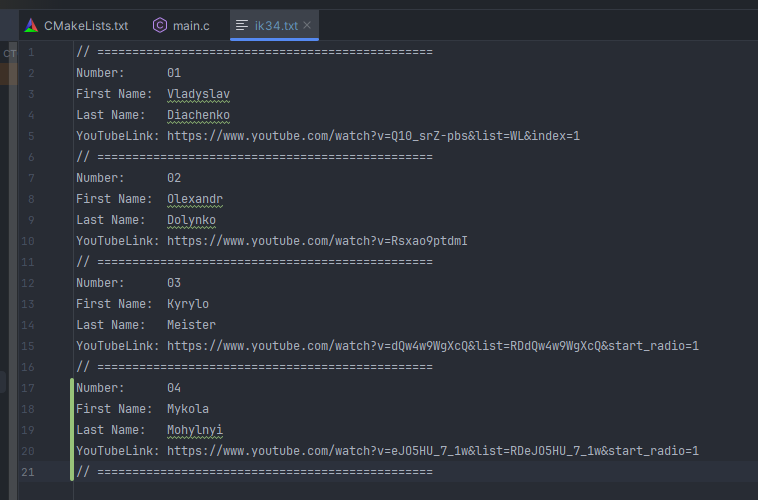 CMakeLists.txt main.c ik34.txt
CT
1 // ================================================
2 Number: 01
3 First Name: Vladyslav
4 Last Name: Diachenko
5 YouTubeLink: https://www.youtube.com/watch?v=Q10_srZ-pbs&list=WL&index=1
6 // ================================================
7 Number: 02
8 First Name: Olexandr
9 Last Name: Dolynko
10 YouTubeLink: https://www.youtube.com/watch?v=Rsxao9ptdmI
11 // ================================================
12 Number: 03
13 First Name: Kyrylo
14 Last Name: Meister
15 YouTubeLink: https://www.youtube.com/watch?v=dQw4w9WgXcQ&list=RDdQw4w9WgXcQ&start_radio=1
16 // ================================================
17 Number: 04
18 First Name: Mykola
19 Last Name: Mohylnyi
20 YouTubeLink: https://www.youtube.com/watch?v=eJO5HU_7_1w&list=RDeJO5HU_7_1w&start_radio=1
21 // ================================================